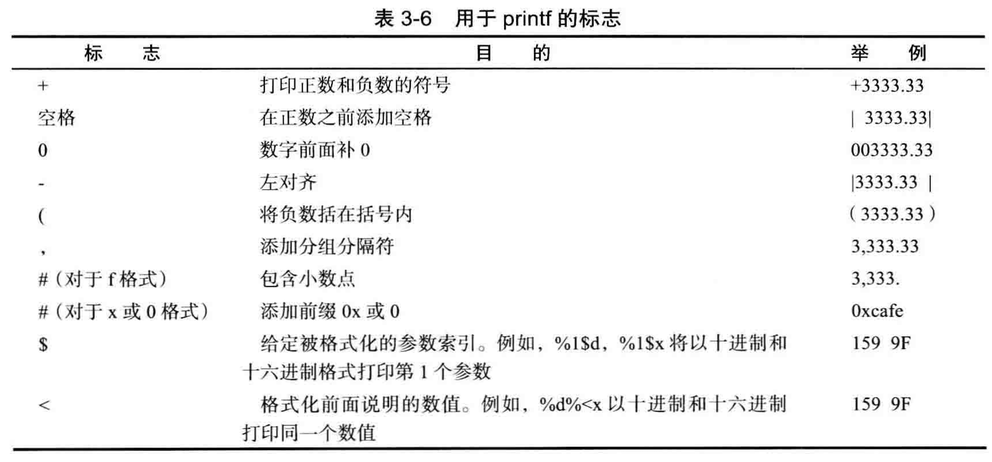 表 3-6 用于 printf 的标志
标 志 目 的 举 例
+ 打印正数和负数的符号 +3333.33
空格 在正数之前添加空格 | 3333.33|
0 数字前面补 0 003333.33
- 左对齐 |3333.33 |
( 将负数括在括号内 (3333.33)
, 添加分组分隔符 3,333.33
#(对于 f 格式) 包含小数点 3,333.
#(对于 x 或 0 格式) 添加前缀 0x 或 0 0xcafe
$ 给定被格式化的参数索引。例如,%1$d,%1$x 将以十进制和 159 9F
十六进制格式打印第 1 个参数
< 格式化前面说明的数值。例如,%d%<x 以十进制和十六进制 159 9F
打印同一个数值